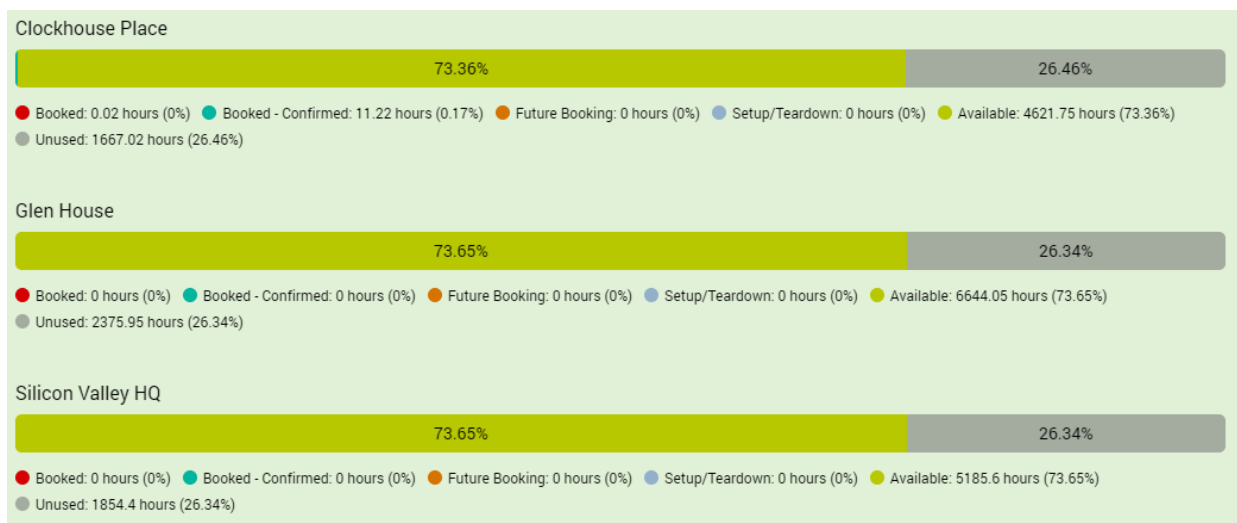 Clockhouse Place
73.36% 26.46%
Booked: 0.02 hours (0%) Booked - Confirmed: 11.22 hours (0.17%) Future Booking: 0 hours (0%) Setup/Teardown: 0 hours (0%) Available: 4621.75 hours (73.36%)
Unused: 1667.02 hours (26.46%)
Glen House
73.65% 26.34%
Booked: 0 hours (0%) Booked - Confirmed: 0 hours (0%) Future Booking: 0 hours (0%) Setup/Teardown: 0 hours (0%) Available: 6644.05 hours (73.65%)
Unused: 2375.95 hours (26.34%)
Silicon Valley HQ
73.65% 26.34%
Booked: 0 hours (0%) Booked - Confirmed: 0 hours (0%) Future Booking: 0 hours (0%) Setup/Teardown: 0 hours (0%) Available: 5185.6 hours (73.65%)
Unused: 1854.4 hours (26.34%)